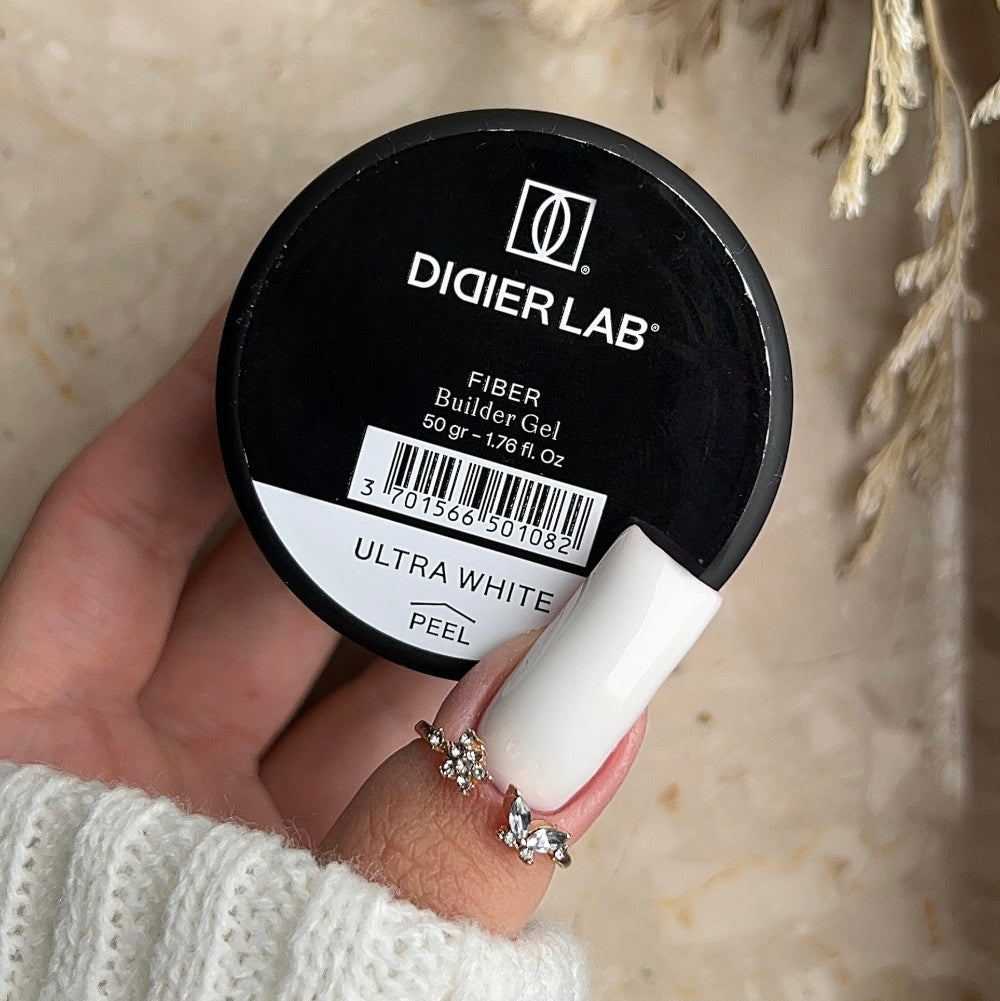 DIDIER LAB®
FIBER
Builder Gel
50 gr – 1.76 fl. Oz
3 701566 501082
ULTRA WHITE
PEEL